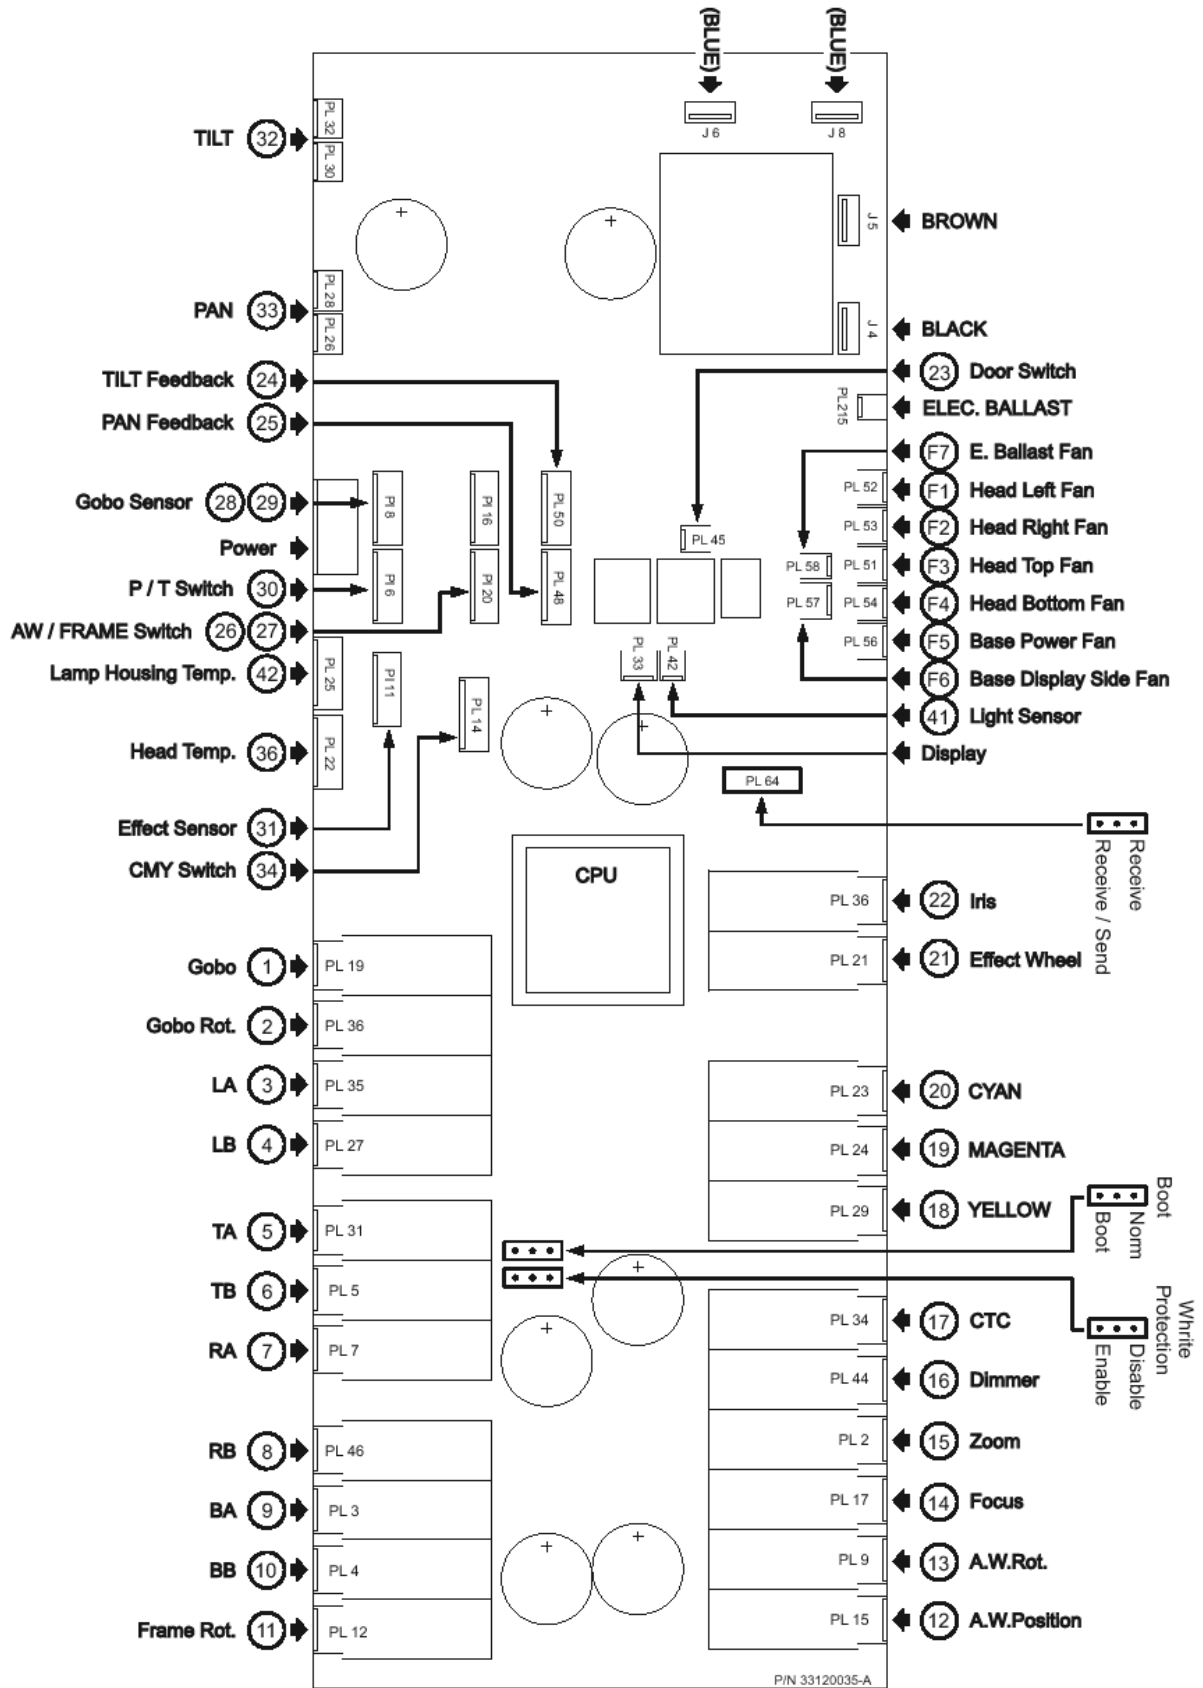 (BLUE)
(BLUE)
J 6
J 8
TILT 32
PL 32
PL 30
J 5
BROWN
PAN 33
PL 28
PL 26
J 4
BLACK
TILT Feedback 24
23 Door Switch
PL215
ELEC. BALLAST
PAN Feedback 25
F7 E. Ballast Fan
Gobo Sensor 28 29
PI 8
PI 16
PL 50
PL 52
F1 Head Left Fan
PL 45
PL 53
F2 Head Right Fan
Power
PL 58
PL 51
F3 Head Top Fan
P / T Switch 30
PI 6
PI 20
PL 48
PL 57
PL 54
F4 Head Bottom Fan
AW / FRAME Switch 26 27
PL 56
F5 Base Power Fan
Lamp Housing Temp. 42
PL 25
PI 11
PL 33
PL 42
F6 Base Display Side Fan
PL 14
41 Light Sensor
Head Temp. 36
PL 22
Display
PL 64
Effect Sensor 31
Receive
Receive / Send
CMY Switch 34
CPU
PL 36
22 Iris
Gobo 1
PL 19
PL 21
21 Effect Wheel
Gobo Rot. 2
PL 36
LA 3
PL 35
PL 23
20 CYAN
LB 4
PL 27
PL 24
19 MAGENTA
PL 29
18 YELLOW
Boot
Norm
Boot
TA 5
PL 31
TB 6
PL 5
Whrite
Protection
Disable
Enable
PL 34
17 CTC
RA 7
PL 7
PL 44
16 Dimmer
RB 8
PL 46
PL 2
15 Zoom
BA 9
PL 3
PL 17
14 Focus
BB 10
PL 4
PL 9
13 A.W.Rot.
Frame Rot. 11
PL 12
PL 15
12 A.W.Position
P/N 33120035-A